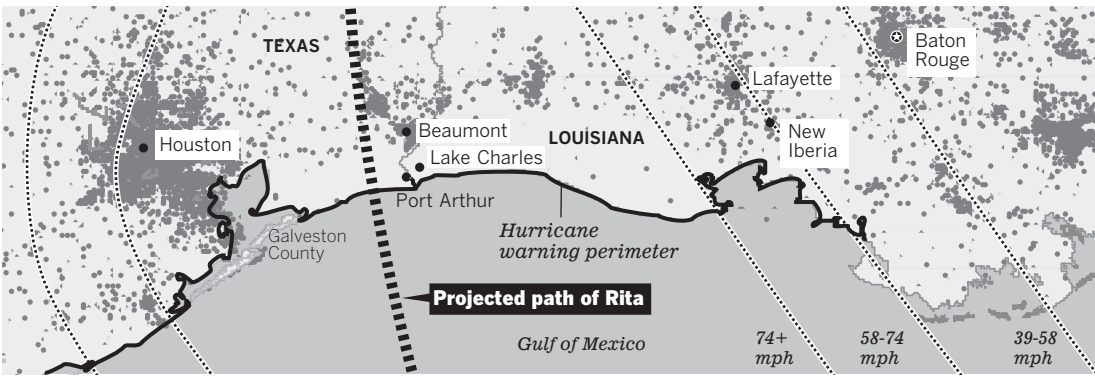 TEXAS
Baton
Rouge
Lafayette
Beaumont
LOUISIANA
New
Iberia
Houston
Lake Charles
Port Arthur
Galveston
County
Hurricane
warning perimeter
Projected path of Rita
Gulf of Mexico
74+
mph
58-74
mph
39-58
mph